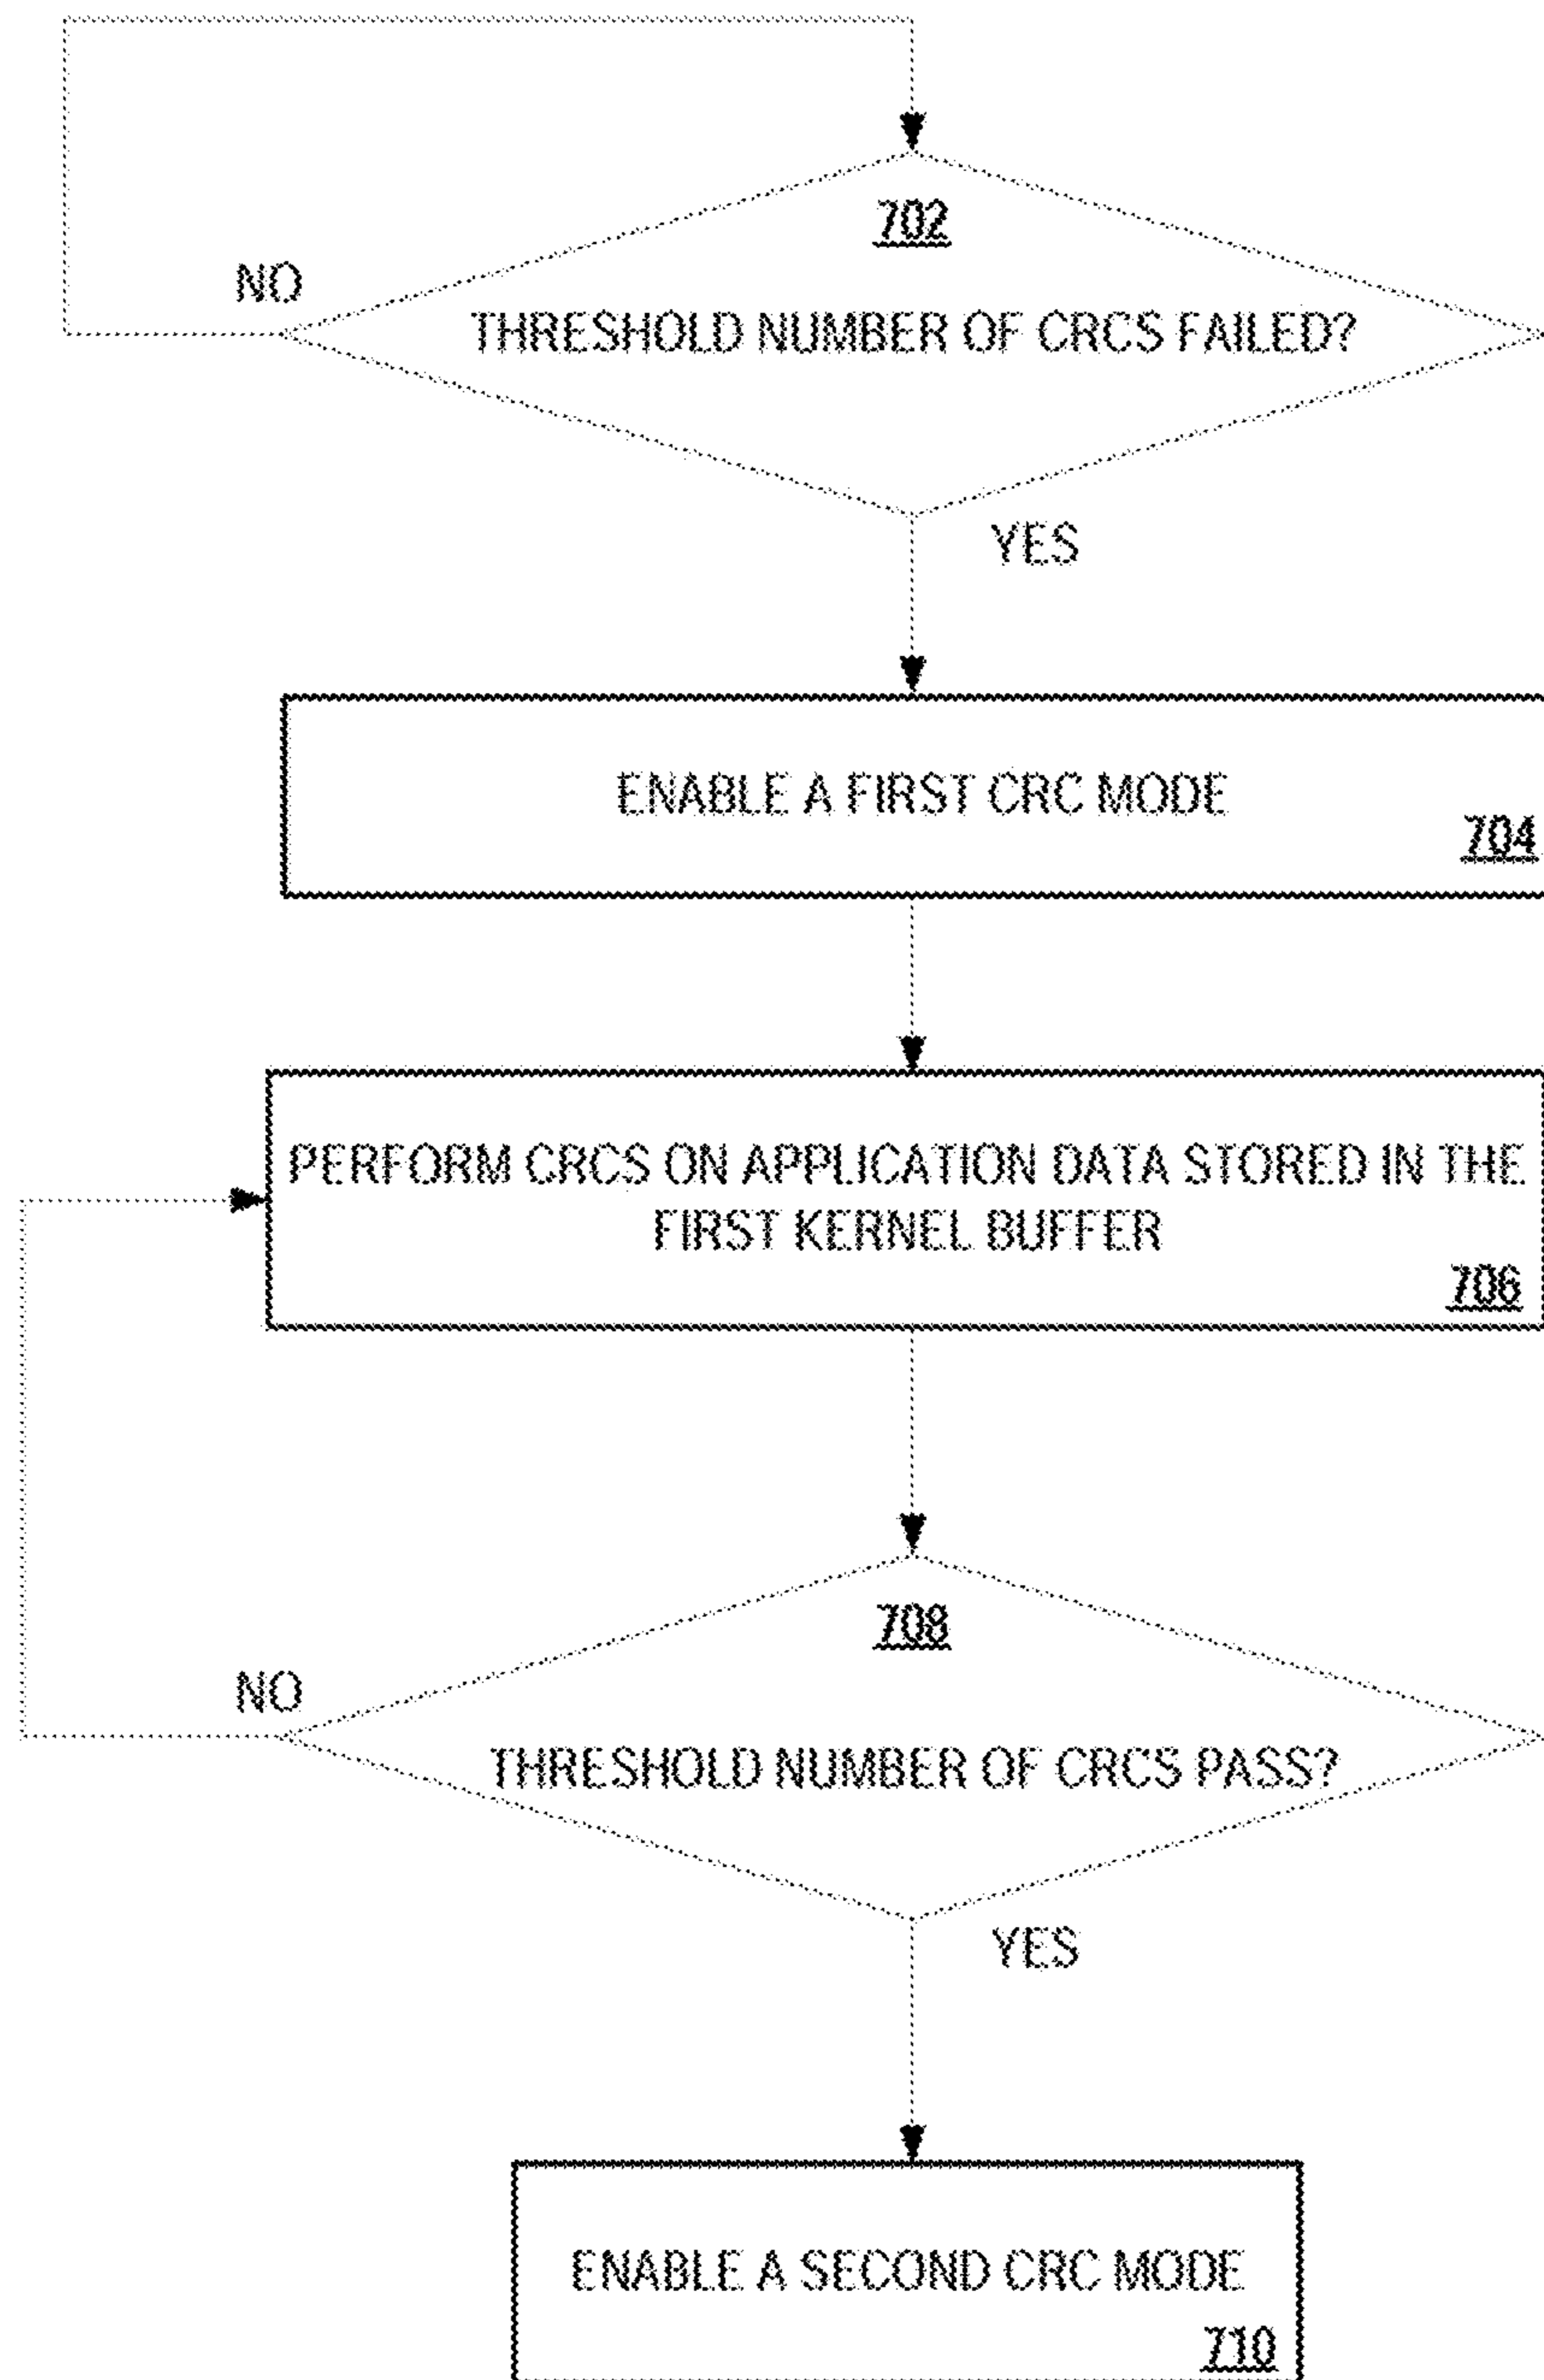 702
NO
THRESHOLD NUMBER OF CRCS FAILED?
YES
ENABLE A FIRST CRC MODE
704
PERFORM CRCS ON APPLICATION DATA STORED IN THE
FIRST KERNEL BUFFER
706
708
NO
THRESHOLD NUMBER OF CRCS PASS?
YES
ENABLE A SECOND CRC MODE
710